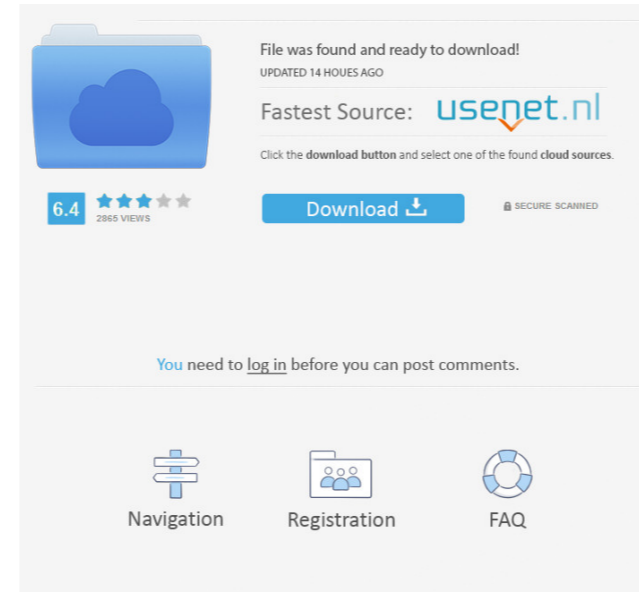 File was found and ready to download!
UPDATED 14 HOUES AGO
Fastest Source: usenet.nl
Click the download button and select one of the found cloud sources.
6.4
2865 VIEWS
Download
SECURE SCANNED
You need to log in before you can post comments.
Navigation
Registration
FAQ